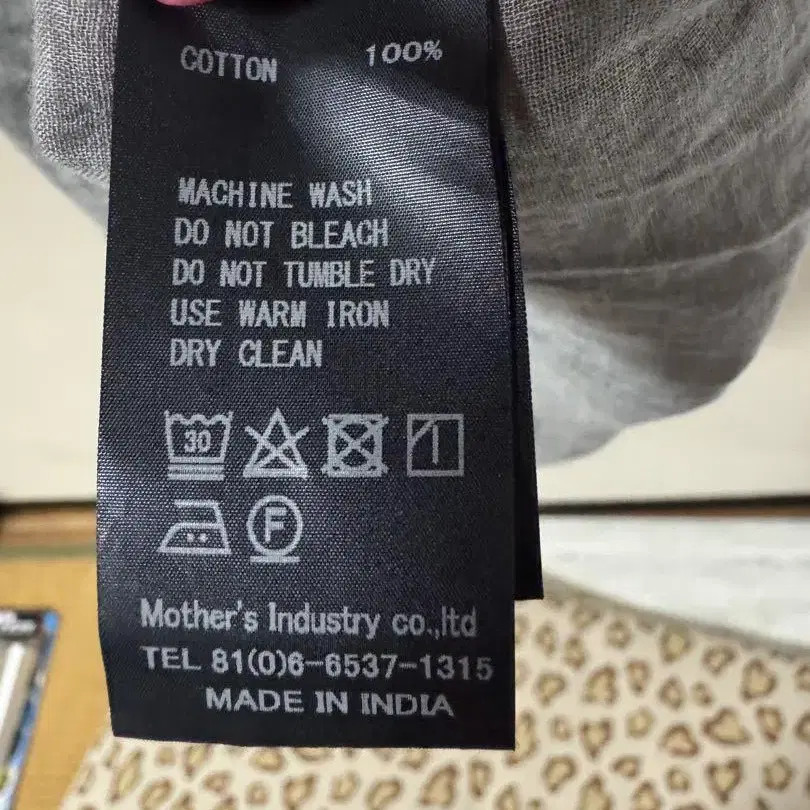 COTTON 100%
MACHINE WASH
DO NOT BLEACH
DO NOT TUMBLE DRY
USE WARM IRON
DRY CLEAN
30
F
Mother's Industry co.,ltd
TEL 81(0)6-6537-1315
MADE IN INDIA